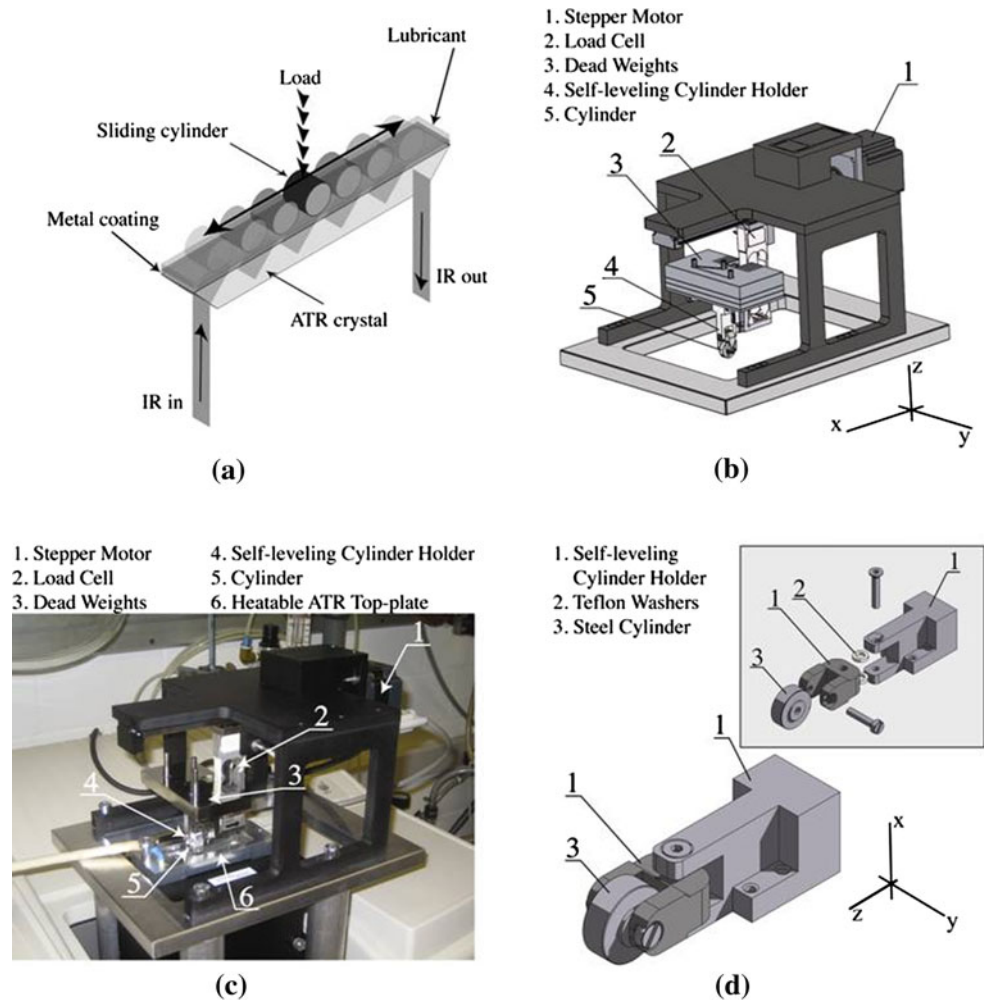 Lubricant
Load
Sliding cylinder
Metal coating
IR out
ATR crystal
IR in
(a)
1. Stepper Motor
2. Load Cell
3. Dead Weights
4. Self-leveling Cylinder Holder
5. Cylinder
1
2
3
4
5
z
x
y
(b)
1. Stepper Motor
2. Load Cell
3. Dead Weights
4. Self-leveling Cylinder Holder
5. Cylinder
6. Heatable ATR Top-plate
1
2
3
4
5
6
(c)
1. Self-leveling
Cylinder Holder
2. Teflon Washers
3. Steel Cylinder
1
2
1
3
1
1
3
x
z
y
(d)